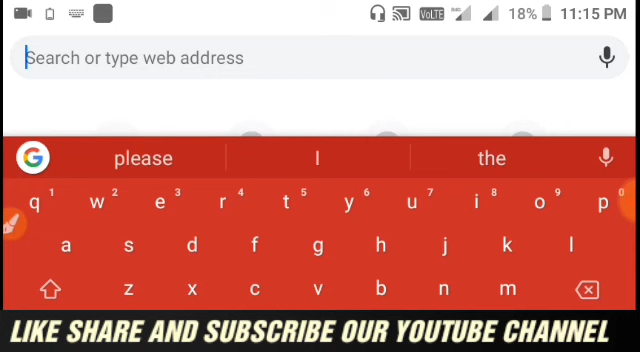 VoLTE 18% 11:15 PM
Search or type web address
G please I the
q 1 w 2 e 3 r 4 t 5 y 6 u 7 i 8 o 9 p 0
a s d f g h j k l
z x c v b n m
LIKE SHARE AND SUBSCRIBE OUR YOUTUBE CHANNEL